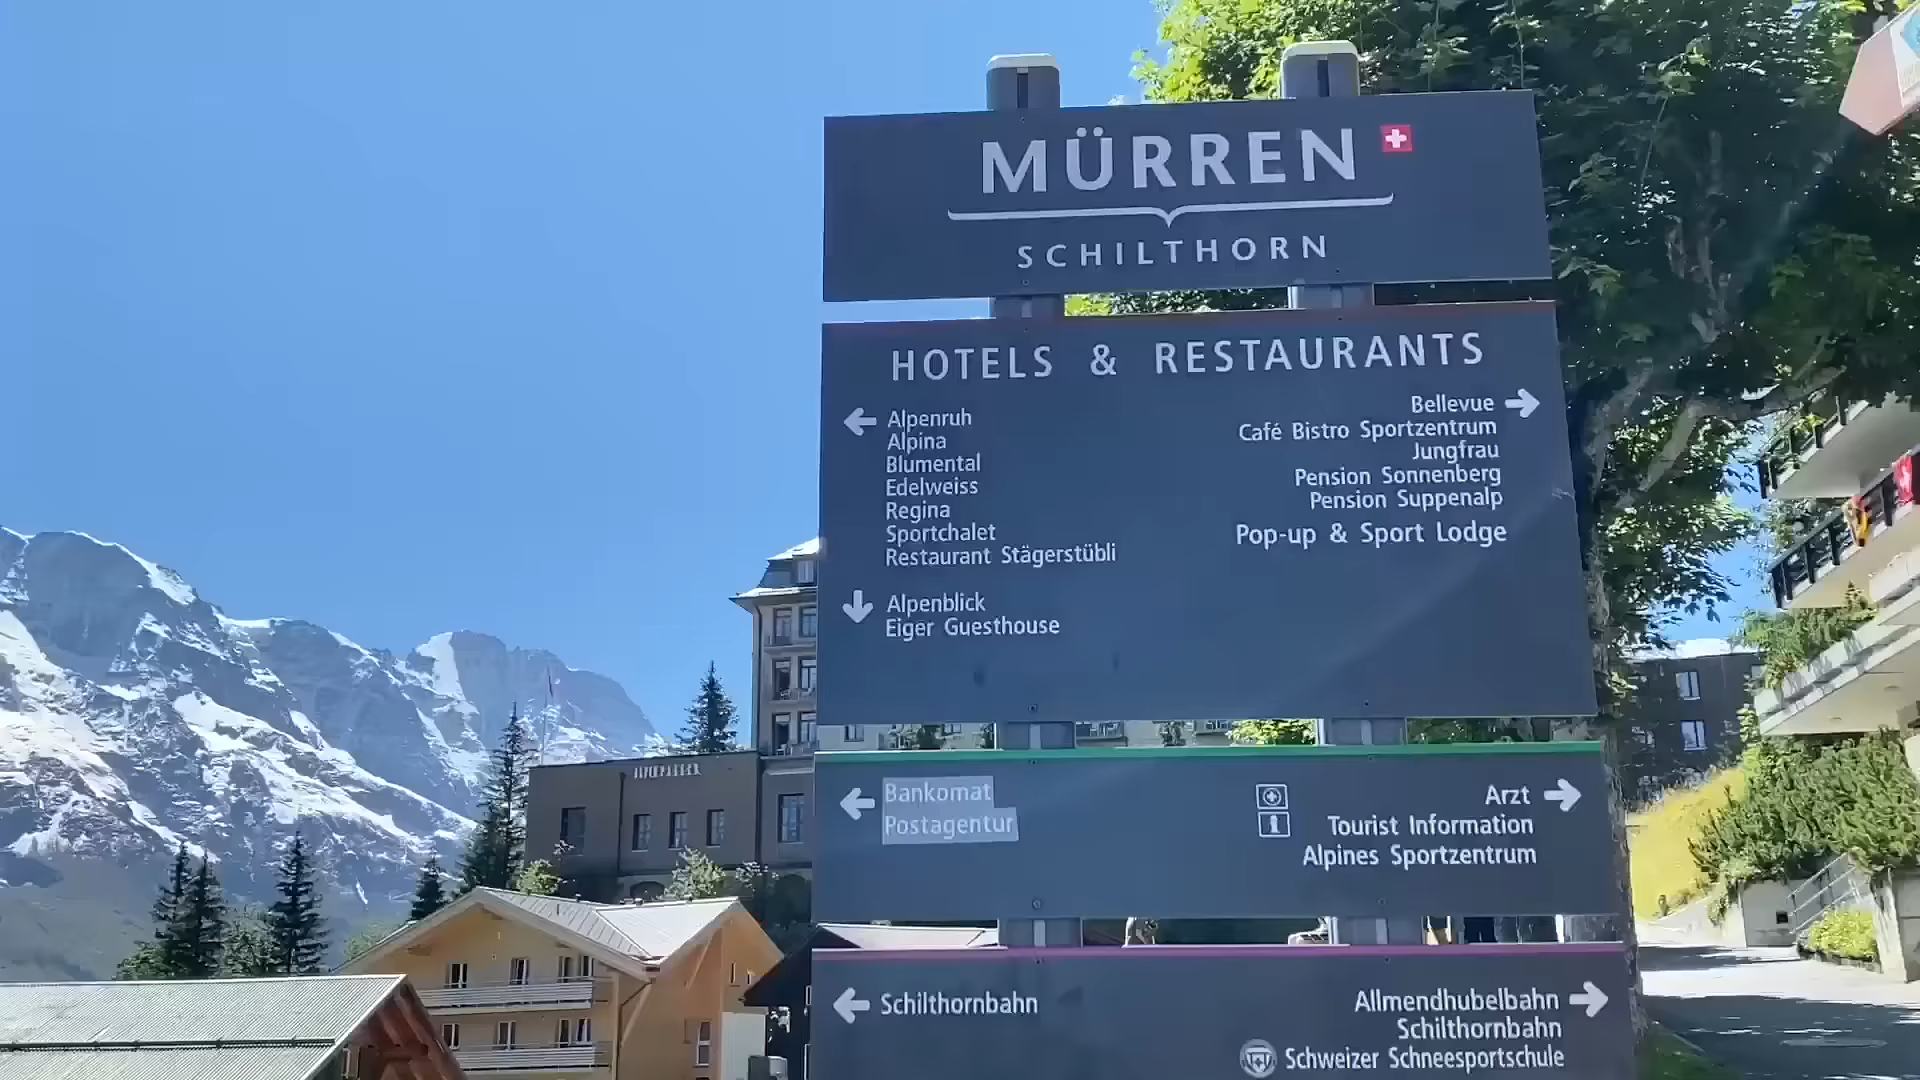 MÜRREN
SCHILTHORN
HOTELS & RESTAURANTS
Alpenruh
Alpina
Blumental
Edelweiss
Regina
Sportchalet
Restaurant Stägerstübli
Alpenblick
Eiger Guesthouse
Bellevue
Café Bistro Sportzentrum
Jungfrau
Pension Sonnenberg
Pension Suppenalp
Pop-up & Sport Lodge
Bankomat
Postagentur
Arzt
Tourist Information
Alpines Sportzentrum
Schilthornbahn
Allmendhubelbahn
Schilthornbahn
Schweizer Schneesportschule